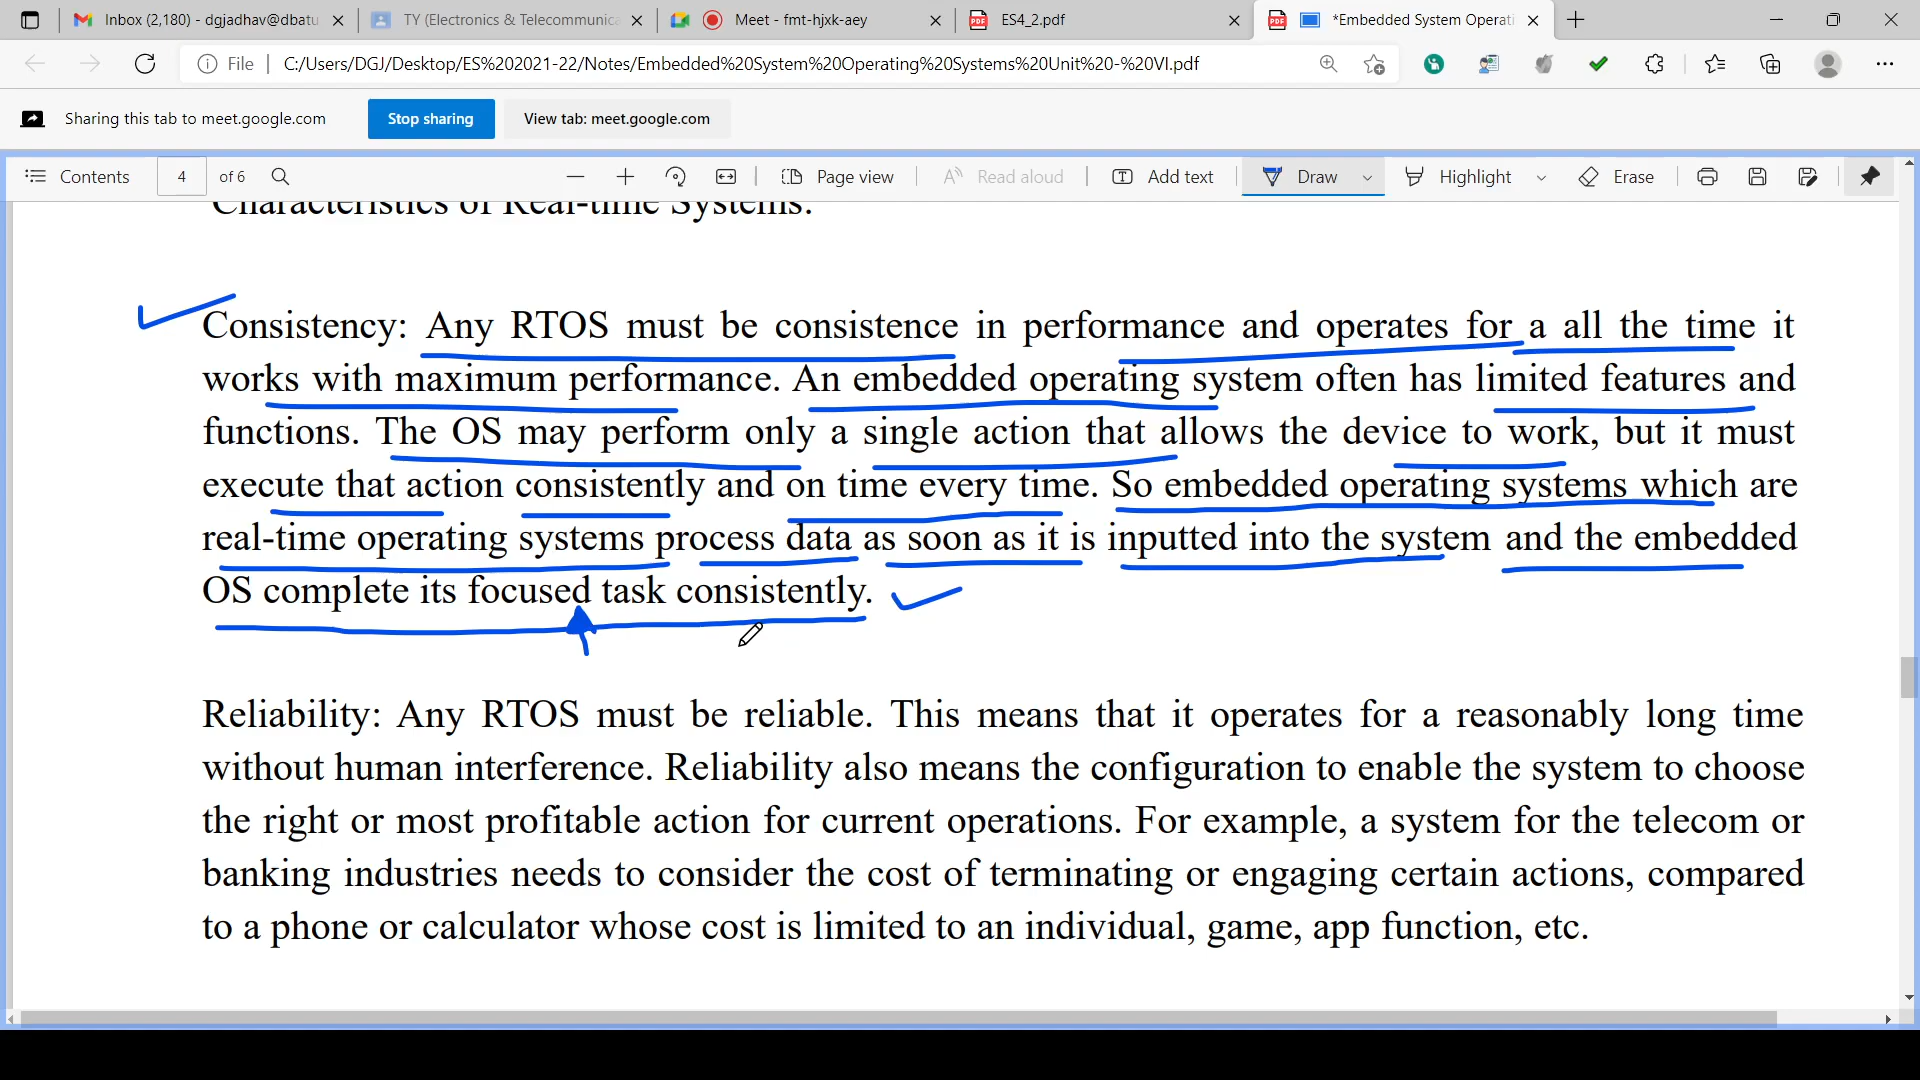 Inbox (2,180) - dgjadhav@dbatu
TY (Electronics & Telecommunica
Meet - fmt-hjxk-aey
ES4_2.pdf
*Embedded System Operati
File
C:/Users/DGJ/Desktop/ES%202021-22/Notes/Embedded%20System%20Operating%20Systems%20Unit%20-%20VI.pdf
Sharing this tab to meet.google.com
Stop sharing
View tab: meet.google.com
Contents
4
of 6
Page view
Read aloud
Add text
Draw
Highlight
Erase
Characteristics of Real-time Systems:
Consistency: Any RTOS must be consistence in performance and operates for a all the time it
works with maximum performance. An embedded operating system often has limited features and
functions. The OS may perform only a single action that allows the device to work, but it must
execute that action consistently and on time every time. So embedded operating systems which are
real-time operating systems process data as soon as it is inputted into the system and the embedded
OS complete its focused task consistently.
Reliability: Any RTOS must be reliable. This means that it operates for a reasonably long time
without human interference. Reliability also means the configuration to enable the system to choose
the right or most profitable action for current operations. For example, a system for the telecom or
banking industries needs to consider the cost of terminating or engaging certain actions, compared
to a phone or calculator whose cost is limited to an individual, game, app function, etc.